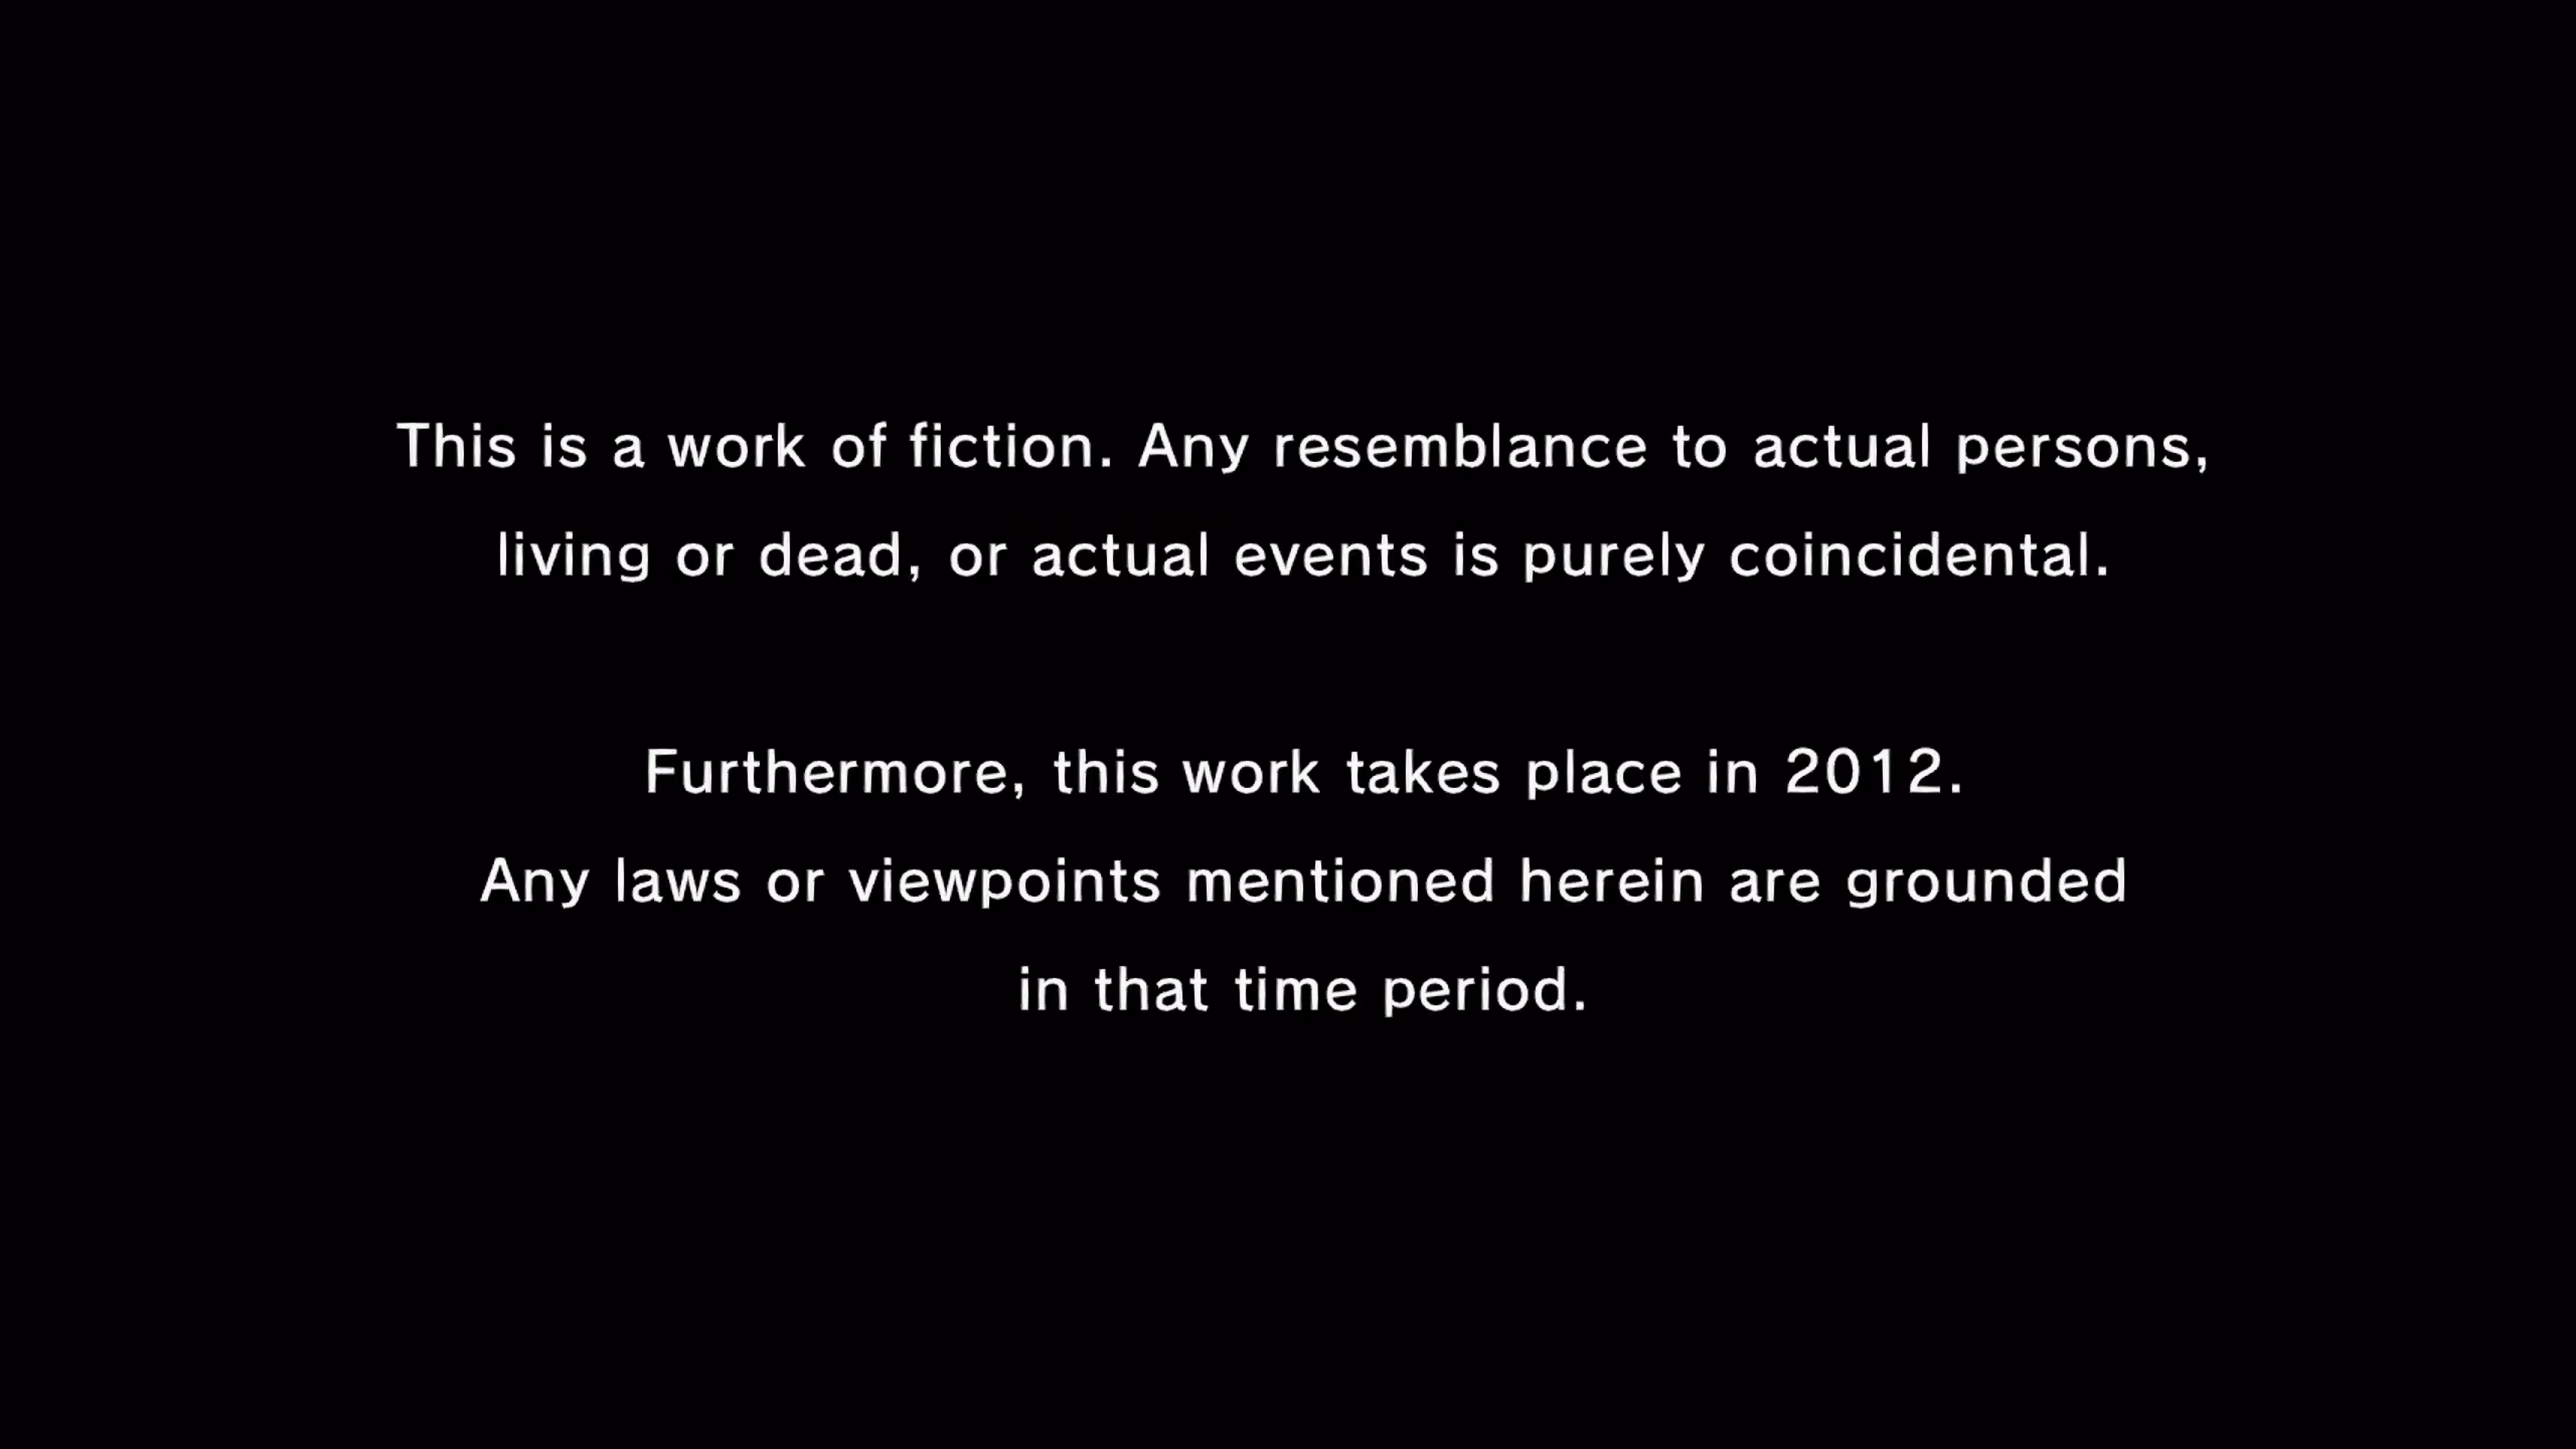 This is a work of fiction. Any resemblance to actual persons,
living or dead, or actual events is purely coincidental.
Furthermore, this work takes place in 2012.
Any laws or viewpoints mentioned herein are grounded
in that time period.